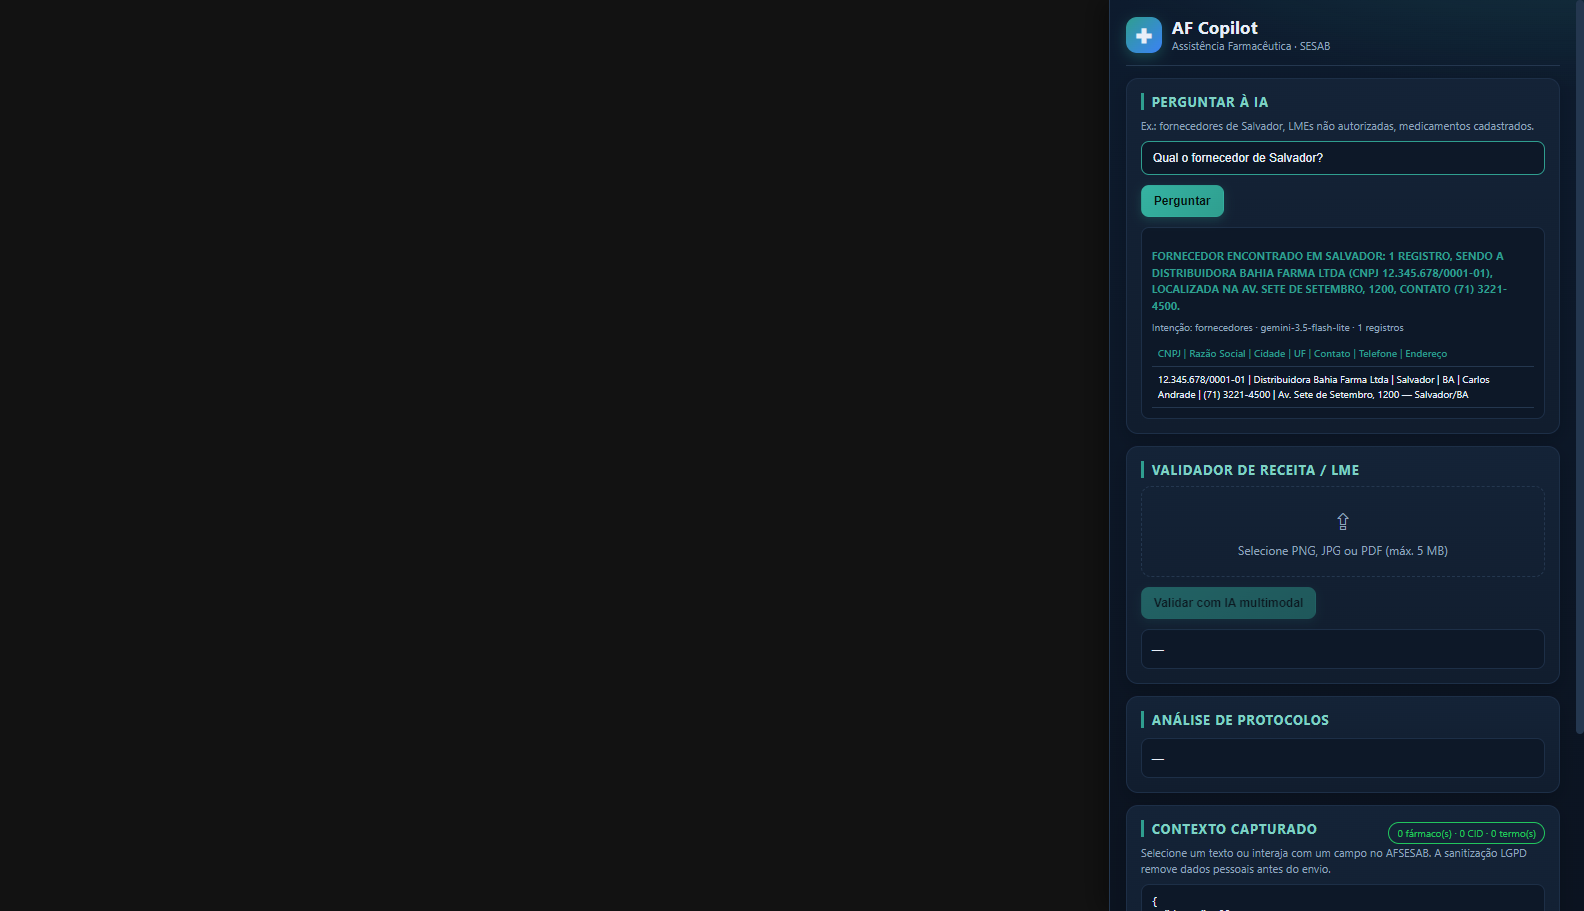 AF Copilot
Assistência Farmacêutica · SESAB
PERGUNTAR À IA
Ex.: fornecedores de Salvador, LMEs não autorizadas, medicamentos cadastrados.
Qual o fornecedor de Salvador?
Perguntar
FORNECEDOR ENCONTRADO EM SALVADOR: 1 REGISTRO, SENDO A
DISTRIBUIDORA BAHIA FARMA LTDA (CNPJ 12.345.678/0001-01),
LOCALIZADA NA AV. SETE DE SETEMBRO, 1200, CONTATO (71) 3221-
4500.
Intenção: fornecedores · gemini-3.5-flash-lite · 1 registros
CNPJ | Razão Social | Cidade | UF | Contato | Telefone | Endereço
12.345.678/0001-01 | Distribuidora Bahia Farma Ltda | Salvador | BA | Carlos
Andrade | (71) 3221-4500 | Av. Sete de Setembro, 1200 — Salvador/BA
VALIDADOR DE RECEITA / LME
Selecione PNG, JPG ou PDF (máx. 5 MB)
Validar com IA multimodal
—
ANÁLISE DE PROTOCOLOS
—
CONTEXTO CAPTURADO
0 fármaco(s) · 0 CID · 0 termo(s)
Selecione um texto ou interaja com um campo no AFSESAB. A sanitização LGPD
remove dados pessoais antes do envio.
{